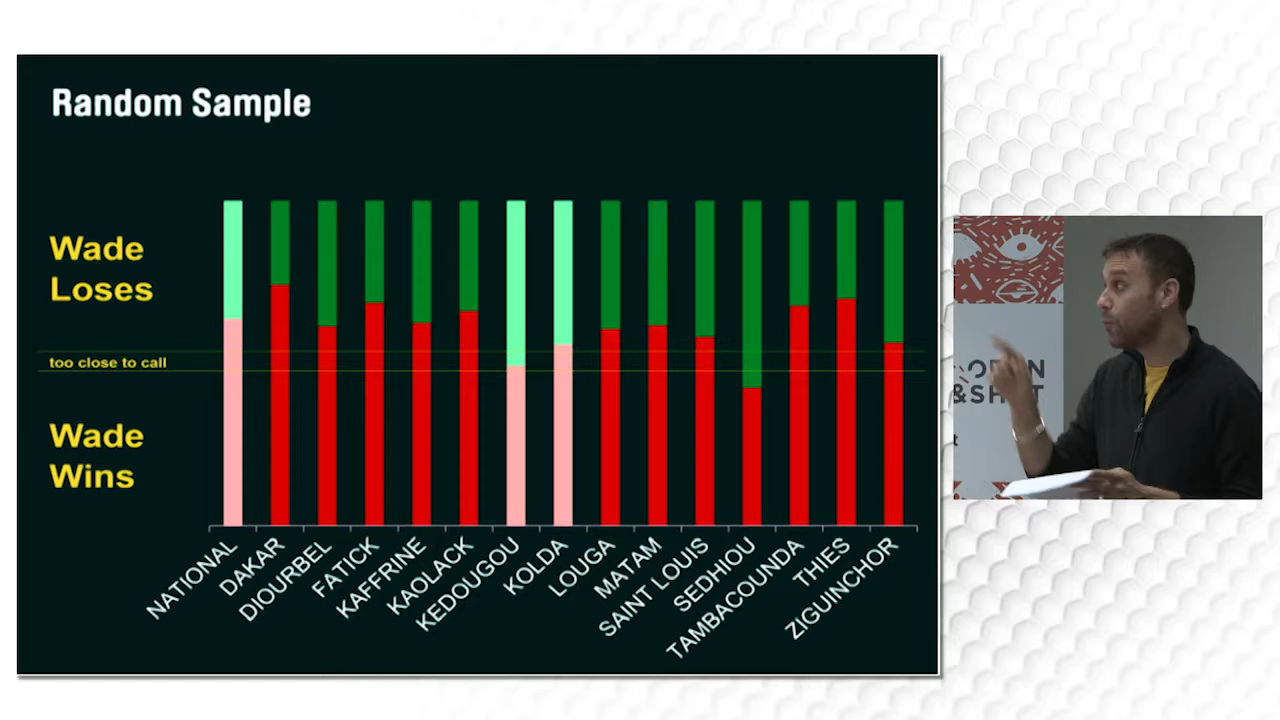 Random Sample
Wade
Loses
too close to call
Wade
Wins
NATIONAL
DAKAR
DIOURBEL
FATICK
KAFFRINE
KAOLACK
KEDOUGOU
KOLDA
LOUGA
MATAM
SAINT LOUIS
SEDHIOU
TAMBACOUNDA
THIES
ZIGUINCHOR